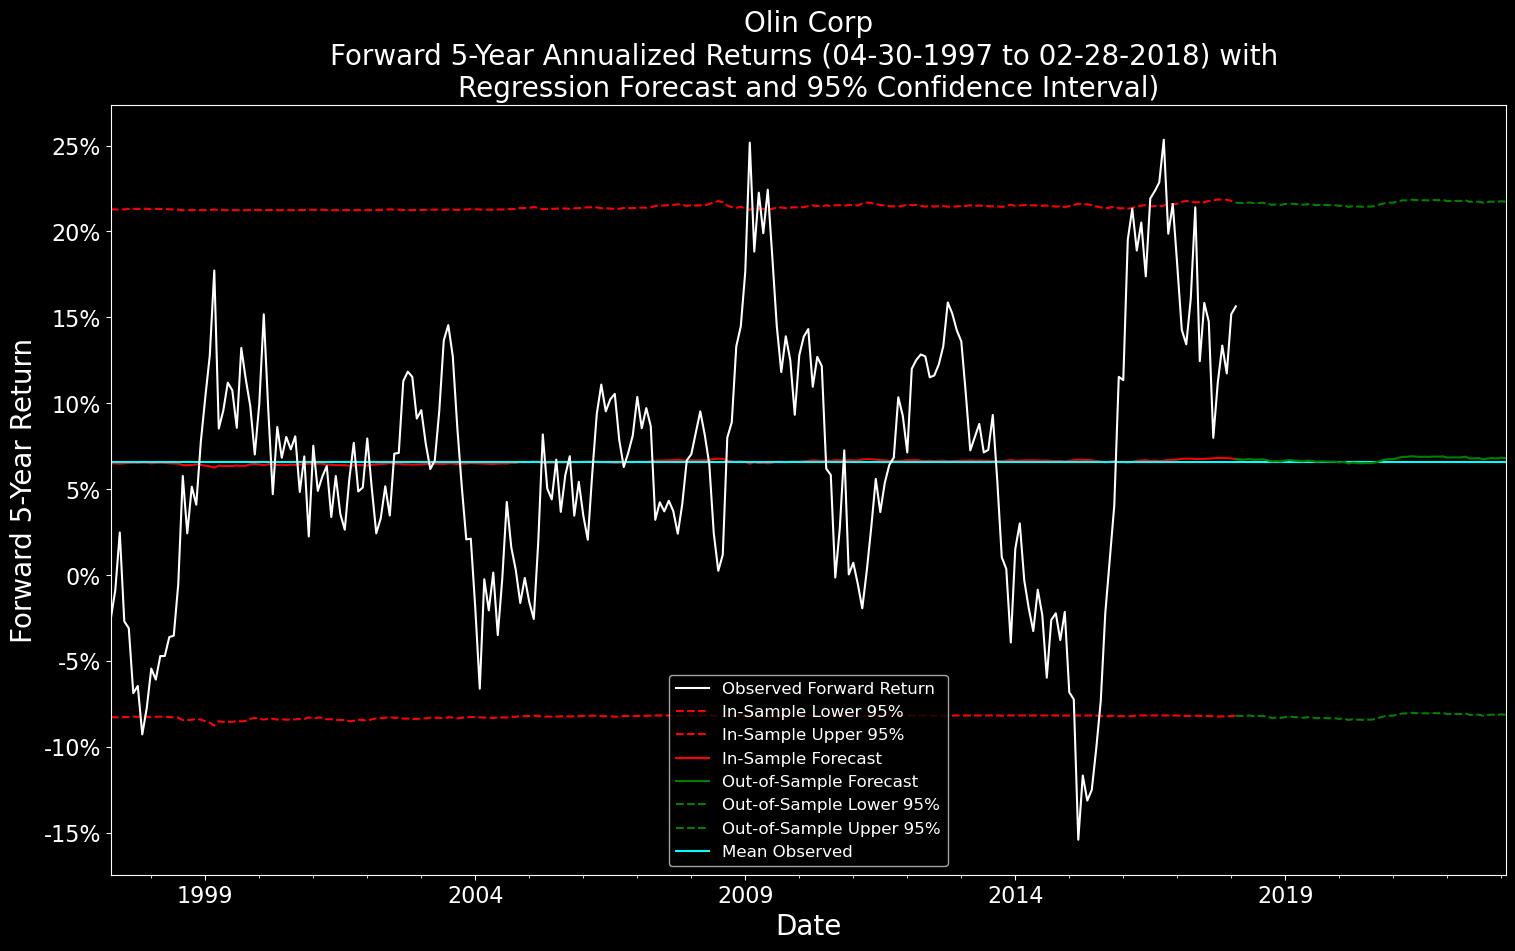 Olin Corp
Forward 5-Year Annualized Returns (04-30-1997 to 02-28-2018) with
Regression Forecast and 95% Confidence Interval)
Forward 5-Year Return
25%
20%
15%
10%
5%
0%
-5%
-10%
-15%
Observed Forward Return
In-Sample Lower 95%
In-Sample Upper 95%
In-Sample Forecast
Out-of-Sample Forecast
Out-of-Sample Lower 95%
Out-of-Sample Upper 95%
Mean Observed
1999 2004 2009 2014 2019
Date